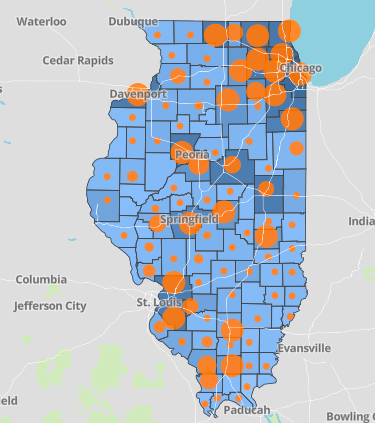 Waterloo
Dubuque
Cedar Rapids
Chicago
Davenport
Peoria
Springfield
India
Columbia
St. Louis
Jefferson City
Evansville
Paducah
Bowling G